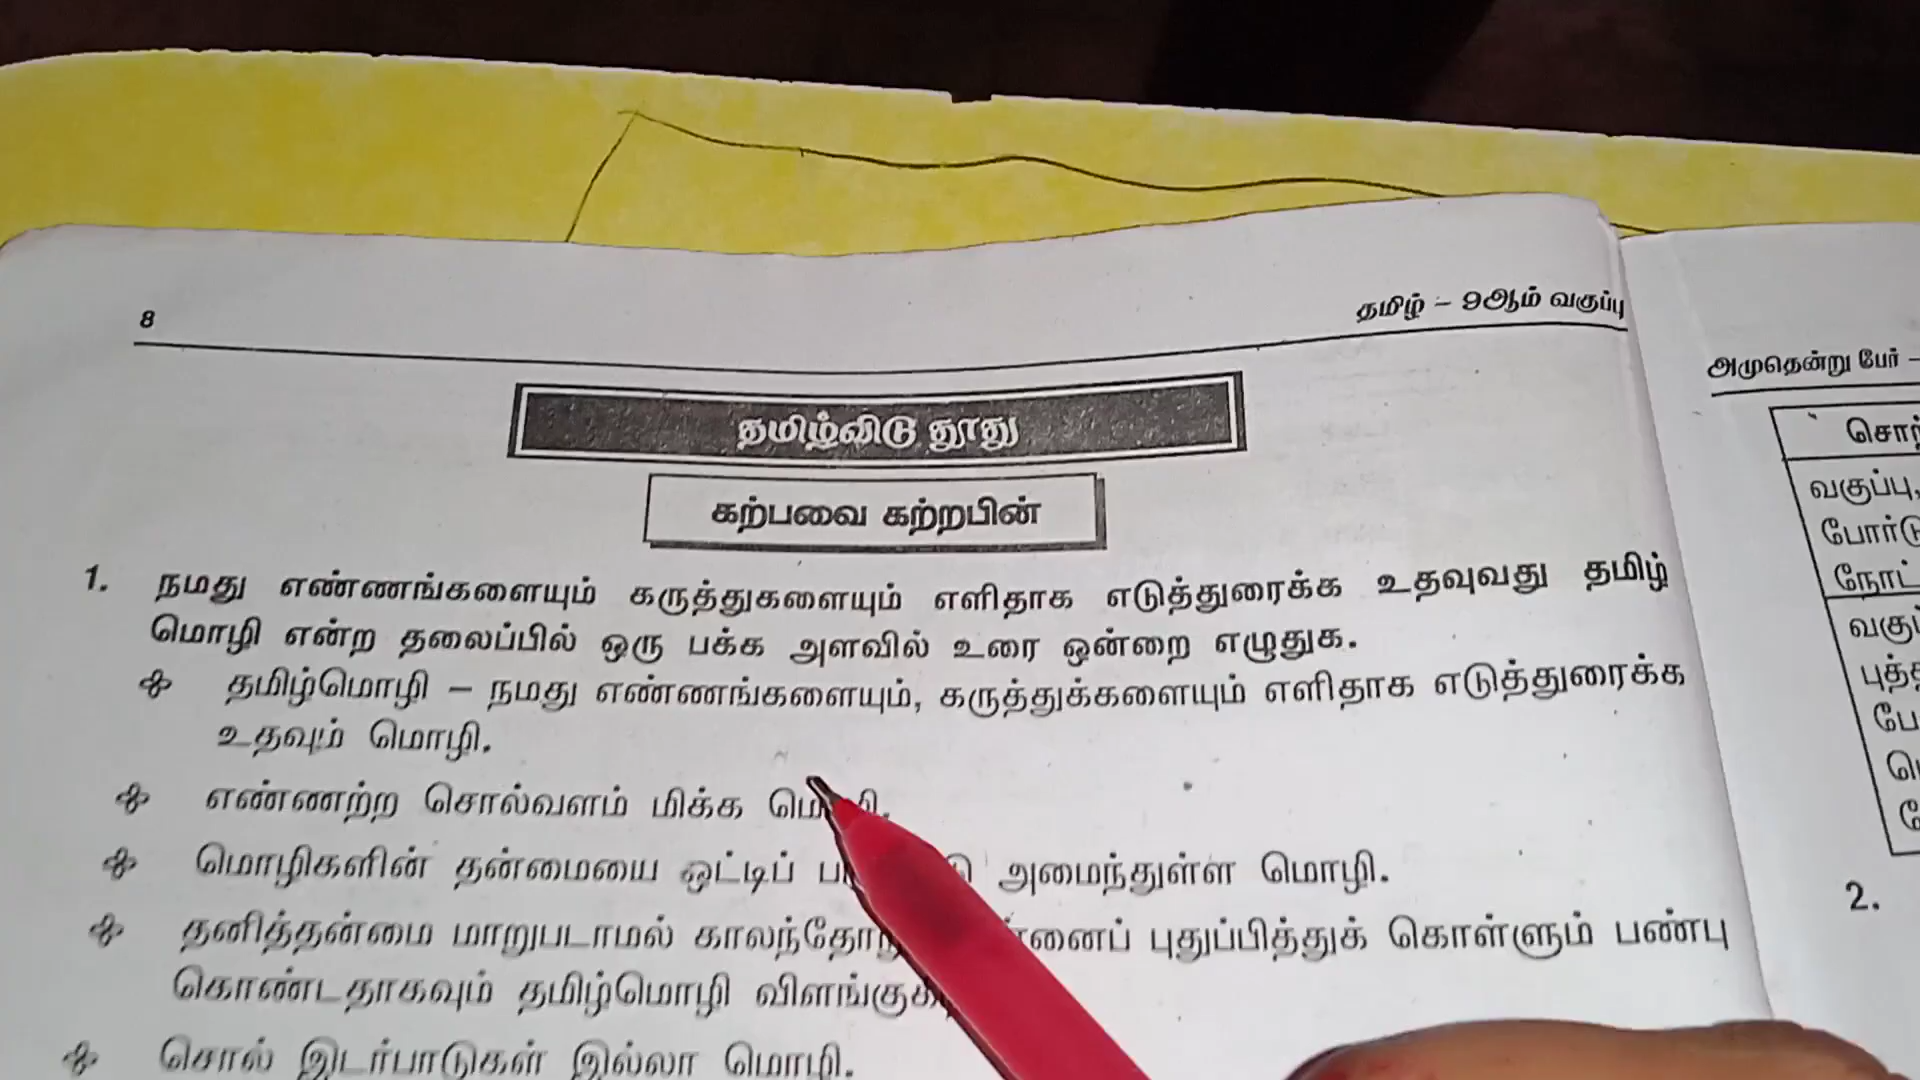 8
தமிழ் – 9ஆம் வகுப்பு
தமிழ்விடு தூது
கற்பவை கற்றபின்
1. நமது எண்ணங்களையும் கருத்துகளையும் எளிதாக எடுத்துரைக்க உதவுவது தமிழ்
மொழி என்ற தலைப்பில் ஒரு பக்க அளவில் உரை ஒன்றை எழுதுக.
தமிழ்மொழி – நமது எண்ணங்களையும், கருத்துக்களையும் எளிதாக எடுத்துரைக்க
உதவும் மொழி.
எண்ணற்ற சொல்வளம் மிக்க
மொழிகளின் தன்மையை ஒட்டிப் அமைந்துள்ள மொழி.
தனித்தன்மை மாறுபடாமல் புதுப்பித்துக் கொள்ளும் பண்பு
கொண்டதாகவும் தமிழ்மொழி
சொல் இடர்பாடுகள் இல்லா மொழி.
அமுதென்று பேர் –
வகுப்பு,
2.